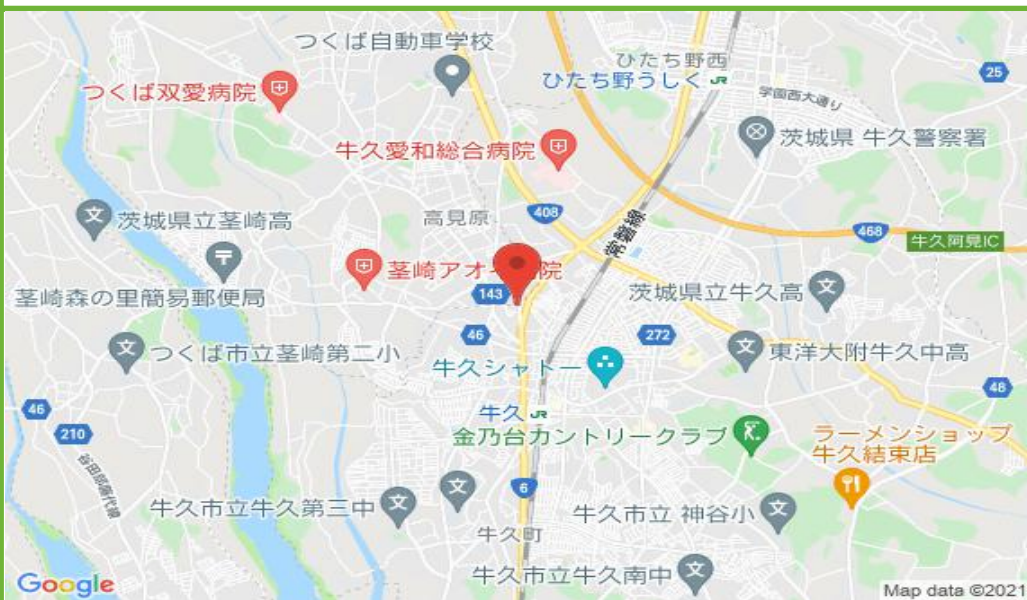 つくば自動車学校
ひたち野西
ひたち野うしく JR
25
学園西大通り
つくば双愛病院
茨城県 牛久警察署
牛久愛和総合病院
高見原
408
常磐線
468
牛久阿見IC
茨城県立茎崎高
茎崎アオイ病院
茎崎森の里簡易郵便局
143
茨城県立牛久高
46
272
つくば市立茎崎第二小
東洋大附牛久中高
牛久シャトー
48
46
牛久 JR
210
金乃台カントリークラブ
ラーメンショップ
牛久結束店
6
牛久市立牛久第三中
牛久市立 神谷小
牛久町
牛久市立牛久南中
Google
Map data ©2021